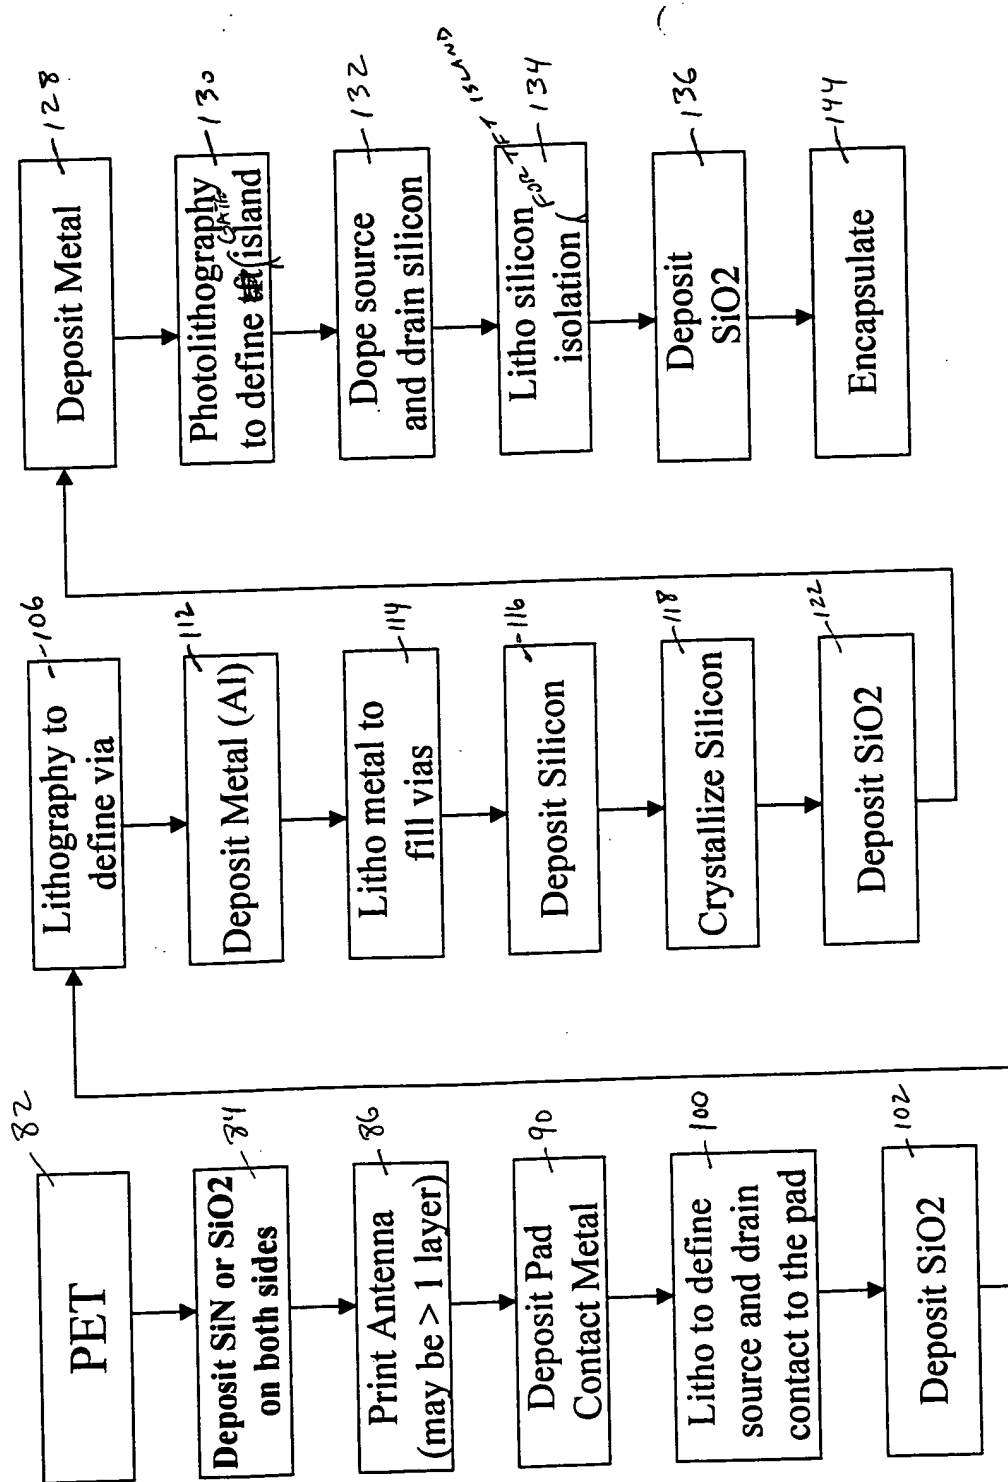 PET
82
Deposit SiN or SiO2
on both sides
84
Print Antenna
(may be > 1 layer)
86
Deposit Pad
Contact Metal
90
Litho to define
source and drain
contact to the pad
100
Deposit SiO2
102
Lithography to
define via
106
Deposit Metal (Al)
112
Litho metal to
fill vias
114
Deposit Silicon
116
Crystallize Silicon
118
Deposit SiO2
122
Deposit Metal
128
Photolithography
to define island
130
Dope source
and drain silicon
132
Litho silicon
isolation
FOR TFT ISLAND
134
Deposit
SiO2
136
Encapsulate
144